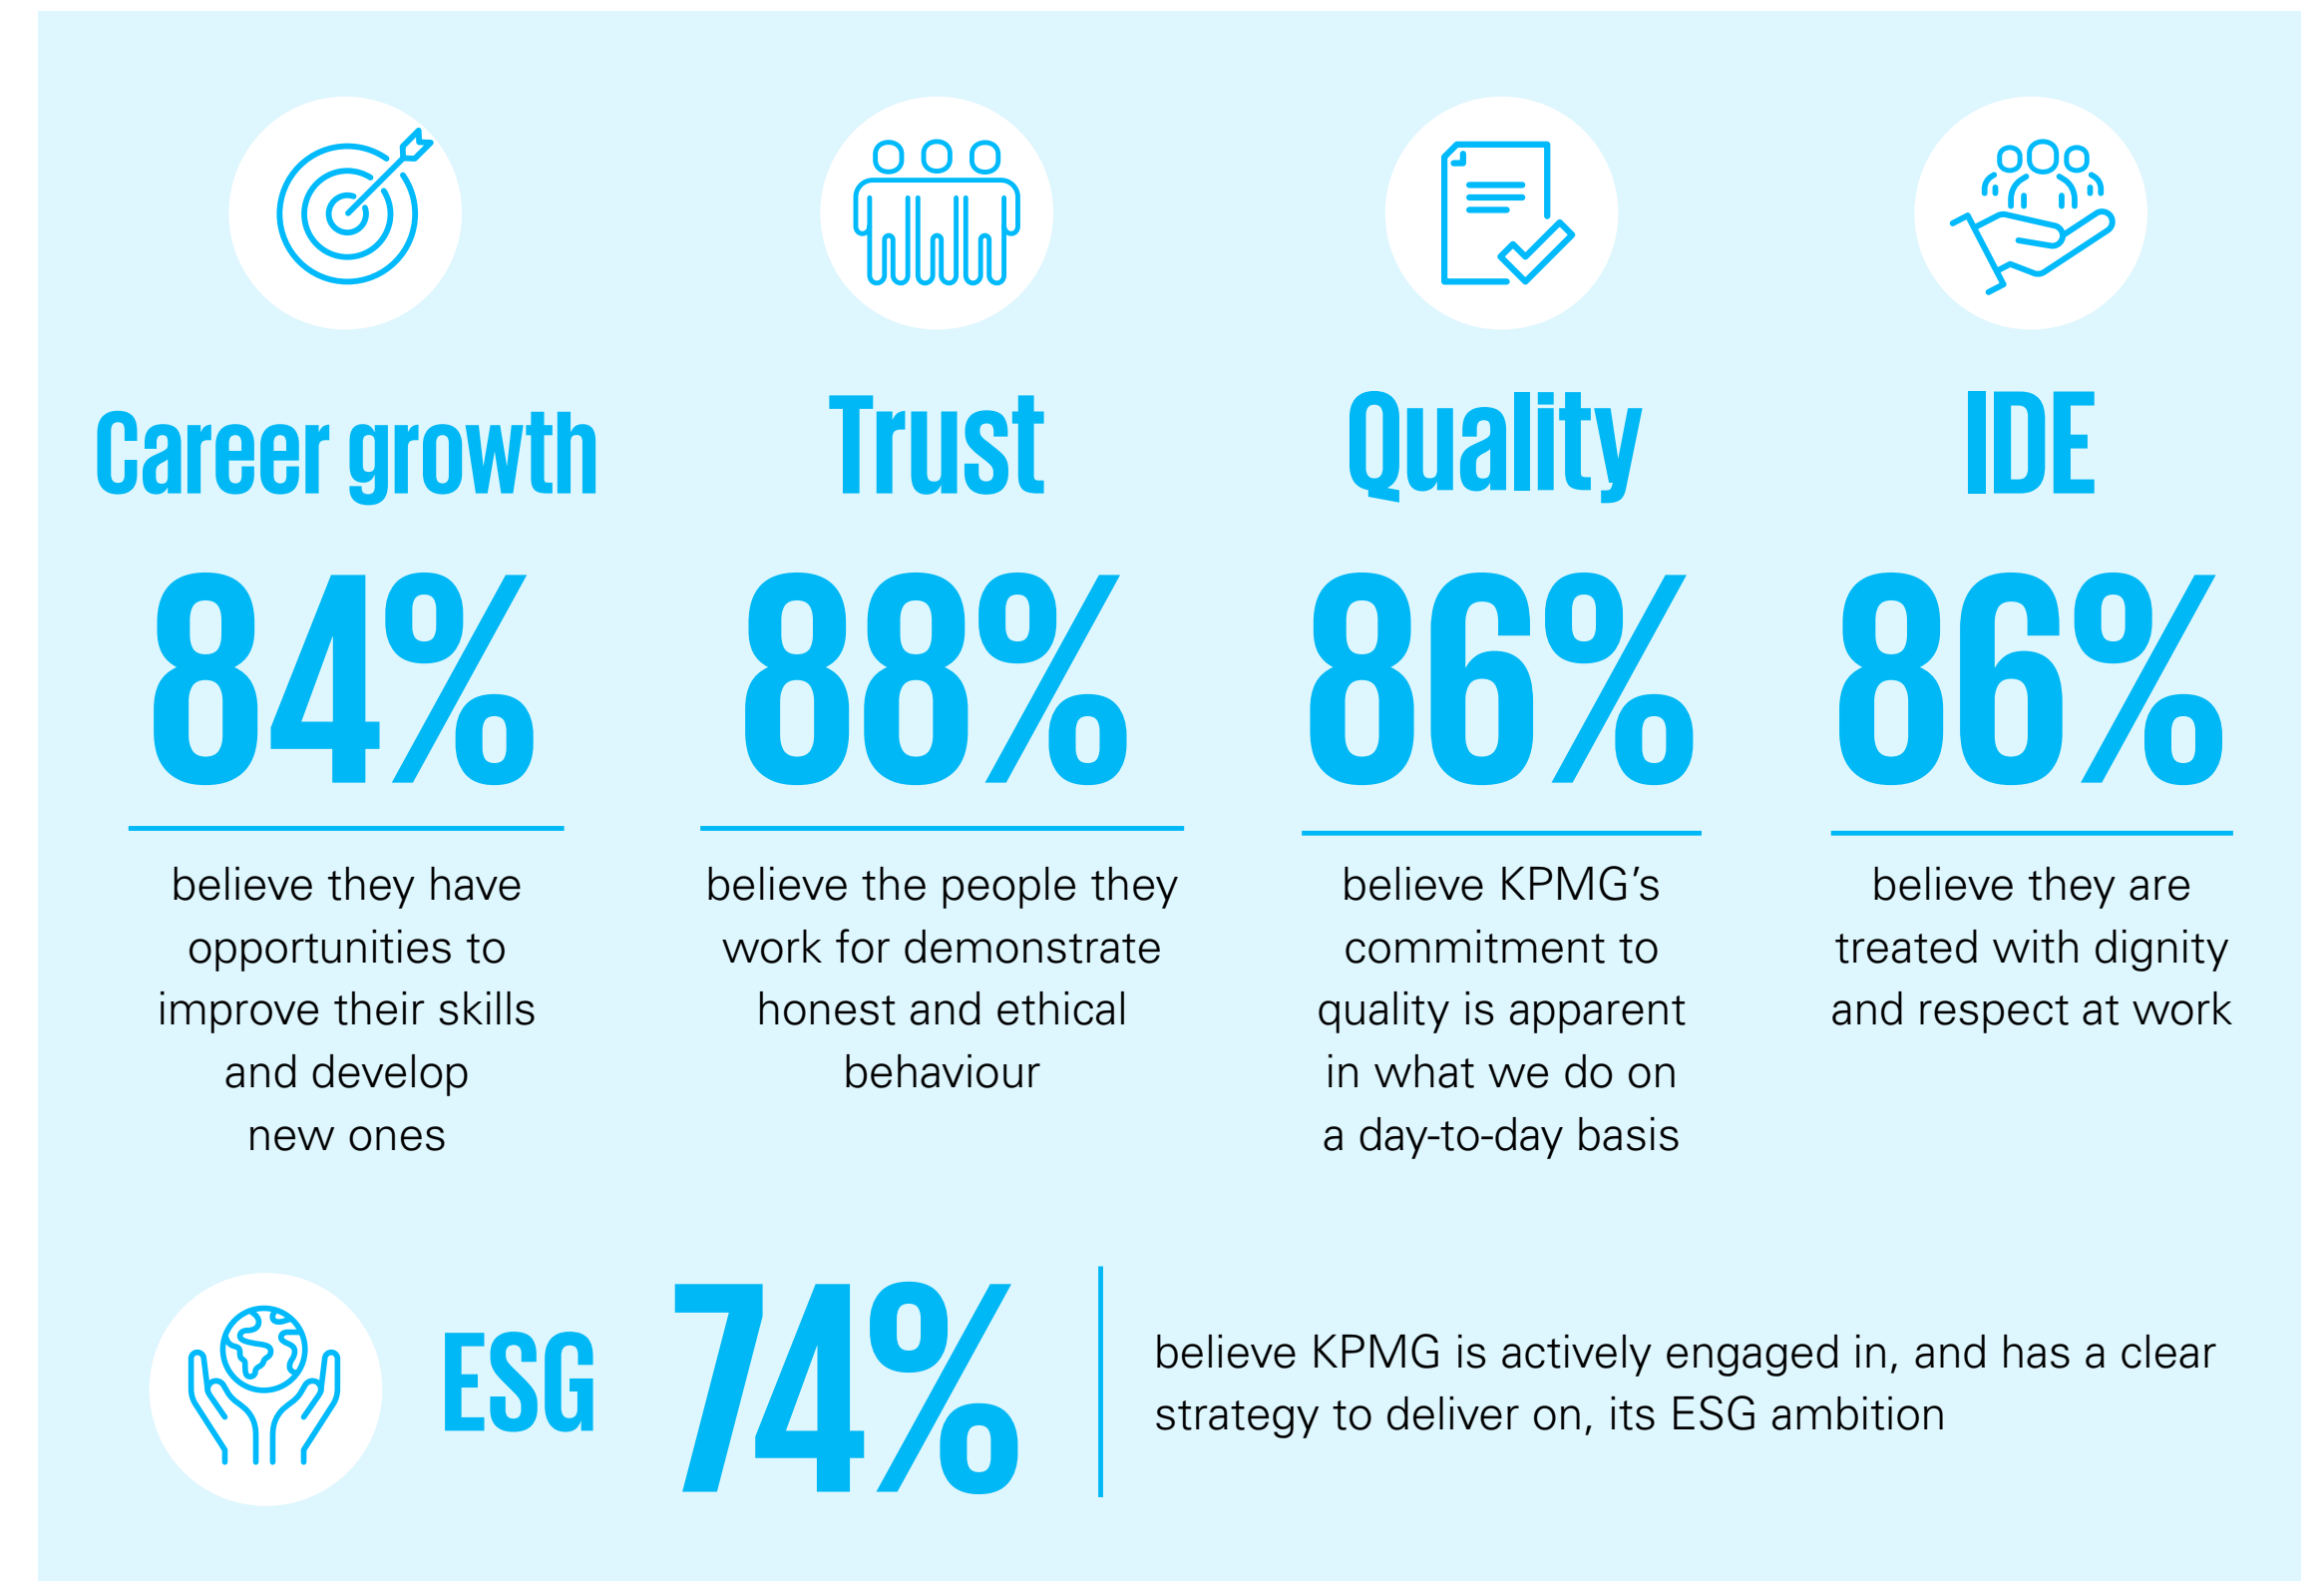 Career growth
84%
believe they have
opportunities to
improve their skills
and develop
new ones
Trust
88%
believe the people they
work for demonstrate
honest and ethical
behaviour
Quality
86%
believe KPMG’s
commitment to
quality is apparent
in what we do on
a day-to-day basis
IDE
86%
believe they are
treated with dignity
and respect at work
ESG
74%
believe KPMG is actively engaged in, and has a clear
strategy to deliver on, its ESG ambition